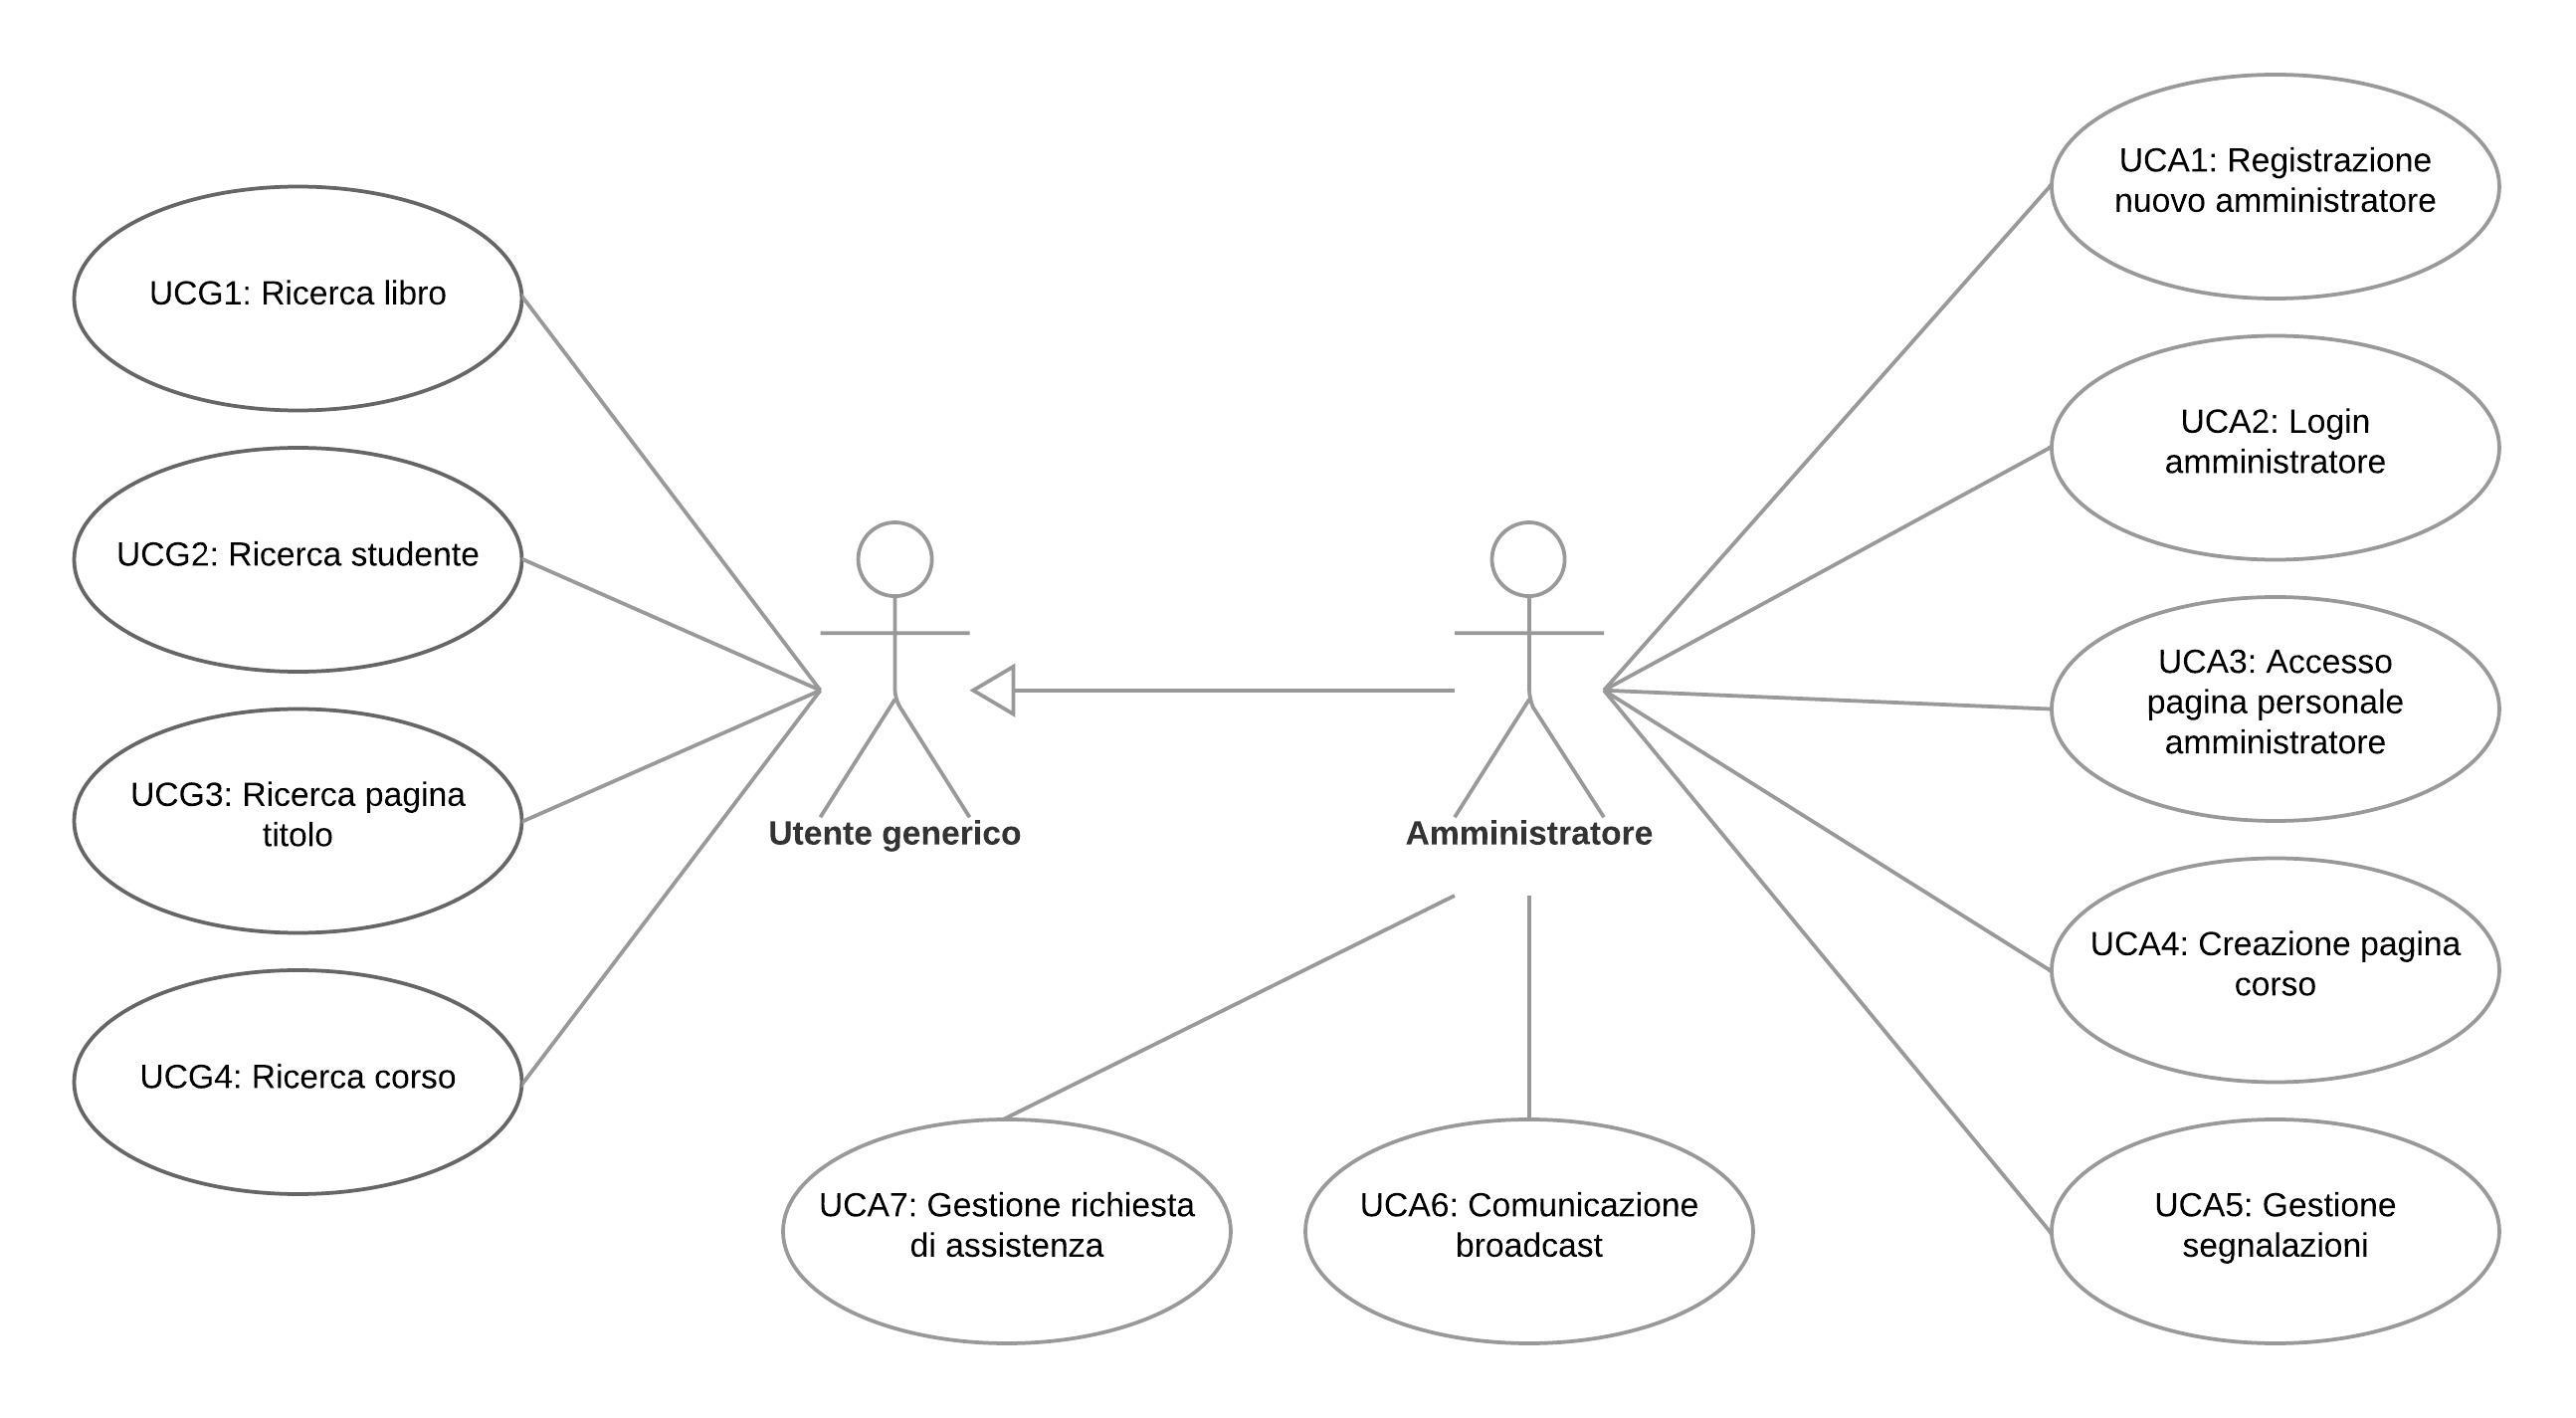 UCG1: Ricerca libro
UCG2: Ricerca studente
UCG3: Ricerca pagina
titolo
UCG4: Ricerca corso
Utente generico
Amministratore
UCA1: Registrazione
nuovo amministratore
UCA2: Login
amministratore
UCA3: Accesso
pagina personale
amministratore
UCA4: Creazione pagina
corso
UCA5: Gestione
segnalazioni
UCA6: Comunicazione
broadcast
UCA7: Gestione richiesta
di assistenza